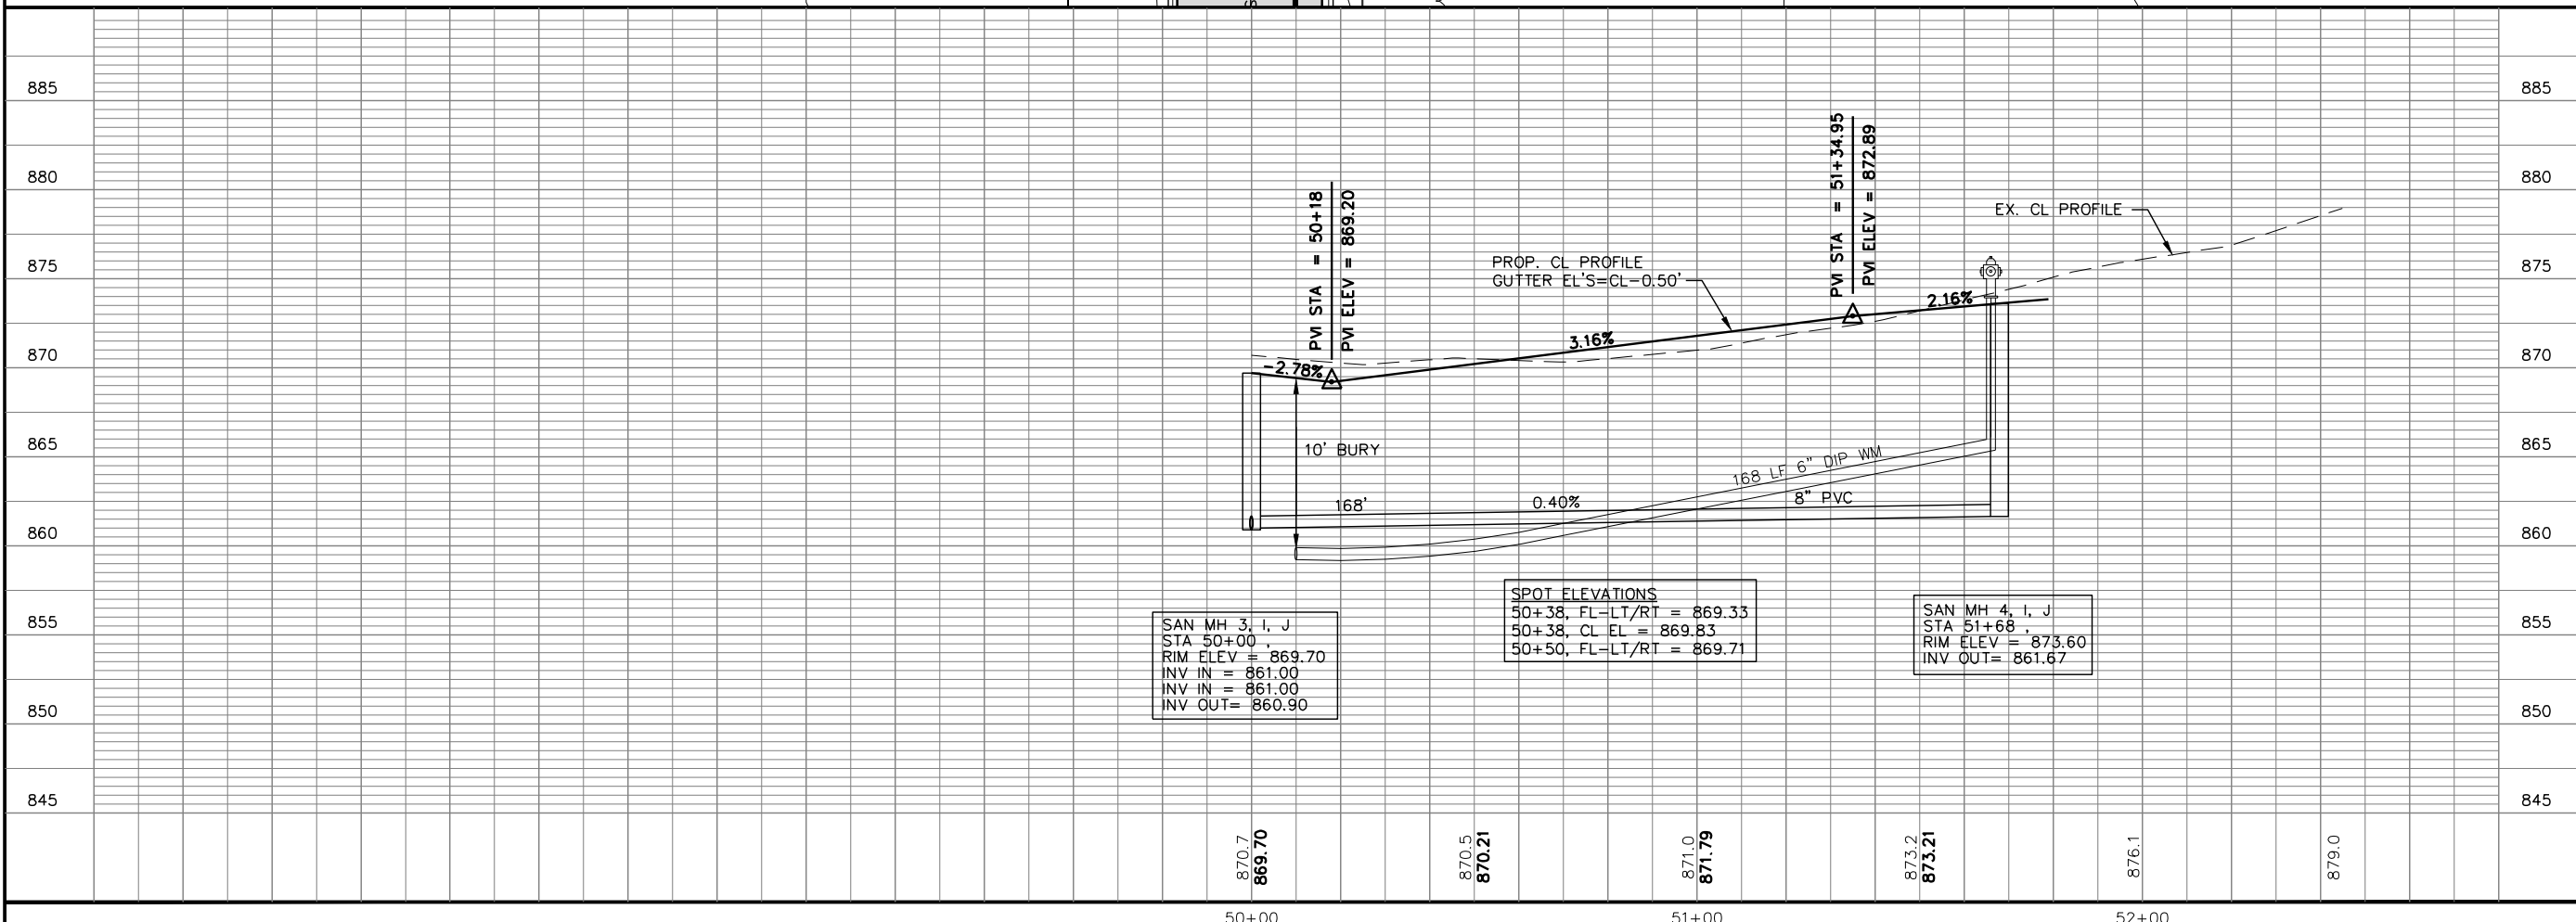 885
880
875
870
865
860
855
850
845
885
880
875
870
865
860
855
850
845
PVI STA = 50+18
PVI ELEV = 869.20
PVI STA = 51+34.95
PVI ELEV = 872.89
EX. CL PROFILE
PROP. CL PROFILE
GUTTER EL'S=CL-0.50'
-2.78%
3.16%
2.16%
10' BURY
168 LF 6" DIP WM
168'
0.40%
8" PVC
SAN MH 3, I, J
STA 50+00 ,
RIM ELEV = 869.70
INV IN = 861.00
INV IN = 861.00
INV OUT= 860.90
SPOT ELEVATIONS
50+38, FL-LT/RT = 869.33
50+38, CL EL = 869.83
50+50, FL-LT/RT = 869.71
SAN MH 4, I, J
STA 51+68 ,
RIM ELEV = 873.60
INV OUT= 861.67
870.7
869.70
870.5
870.21
871.0
871.79
873.2
873.21
876.1
879.0
50+00
51+00
52+00